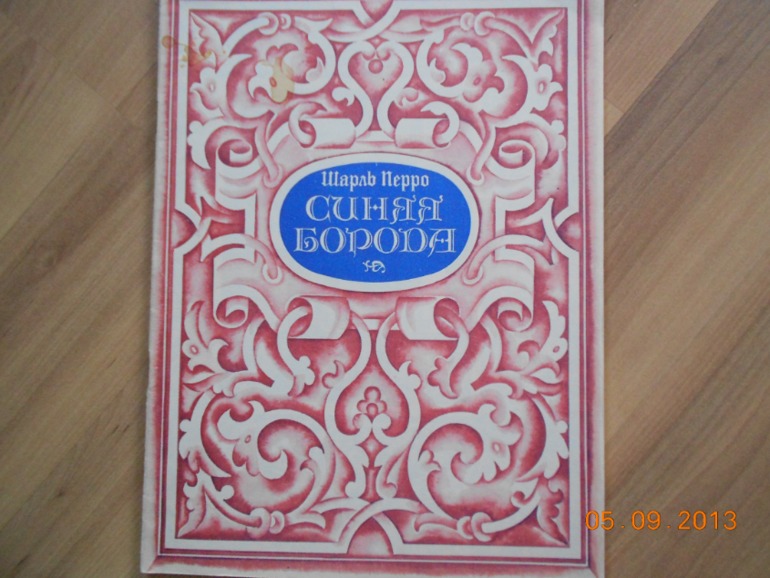 Шарль Перро
СИНЯЯ
БОРОДА
05.09.2013